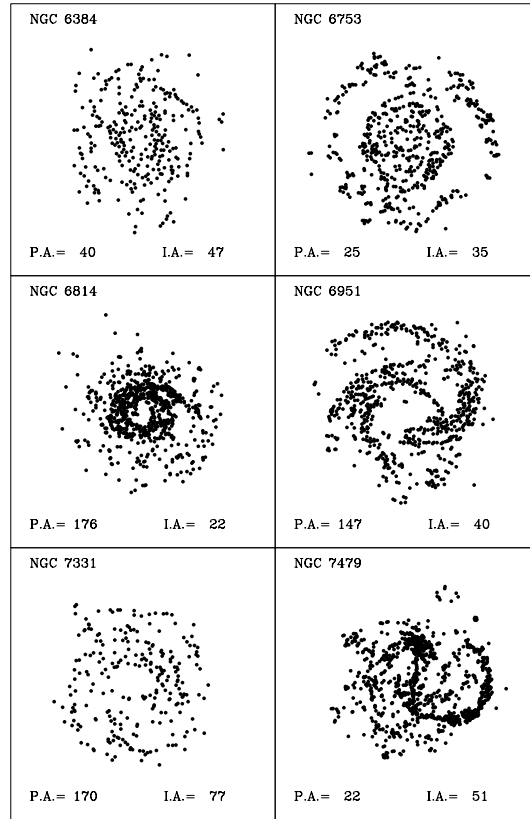 NGC 6384
P.A.= 40 I.A.= 47
NGC 6753
P.A.= 25 I.A.= 35
NGC 6814
P.A.= 176 I.A.= 22
NGC 6951
P.A.= 147 I.A.= 40
NGC 7331
P.A.= 170 I.A.= 77
NGC 7479
P.A.= 22 I.A.= 51